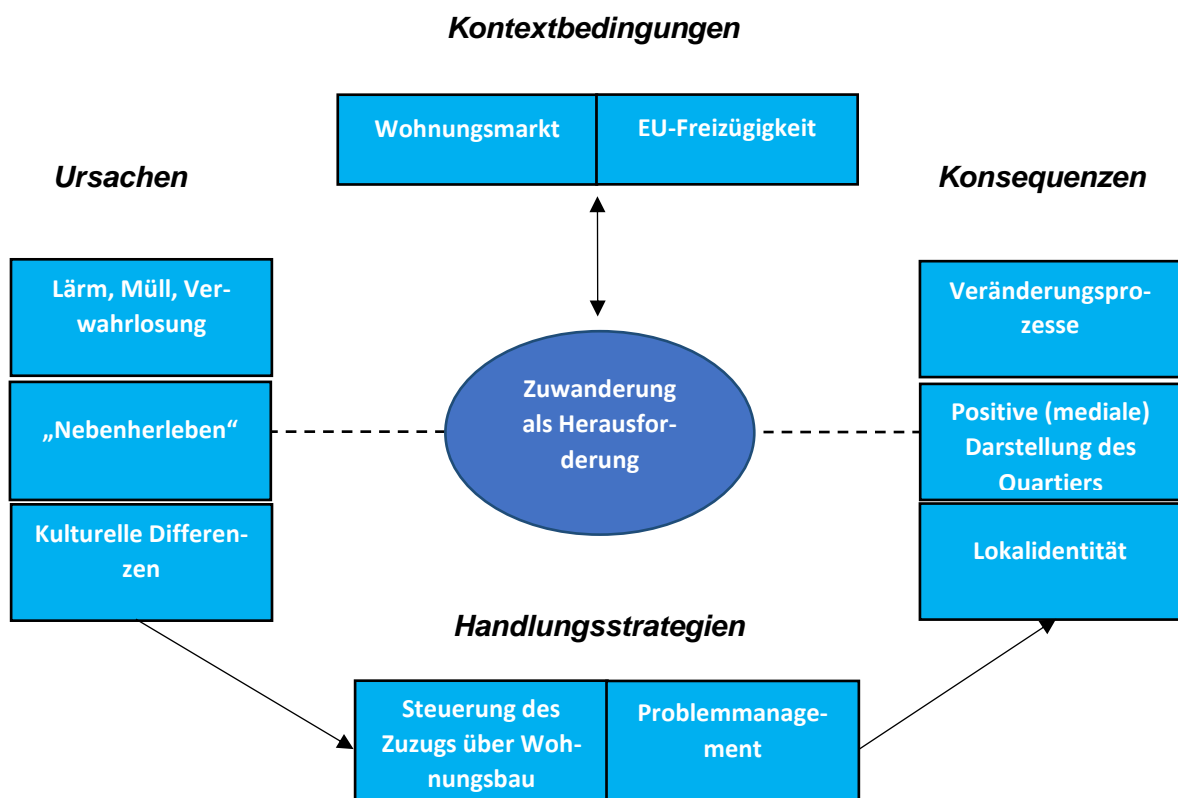 Kontextbedingungen
Wohnungsmarkt
EU-Freizügigkeit
Ursachen
Konsequenzen
Lärm, Müll, Ver-
wahrlosung
„Nebenherleben“
Kulturelle Differen-
zen
Zuwanderung
als Herausfor-
derung
Veränderungspro-
zesse
Positive (mediale)
Darstellung des
Quartiers
Lokalidentität
Handlungsstrategien
Steuerung des
Zuzugs über Woh-
nungsbau
Problemmanage-
ment